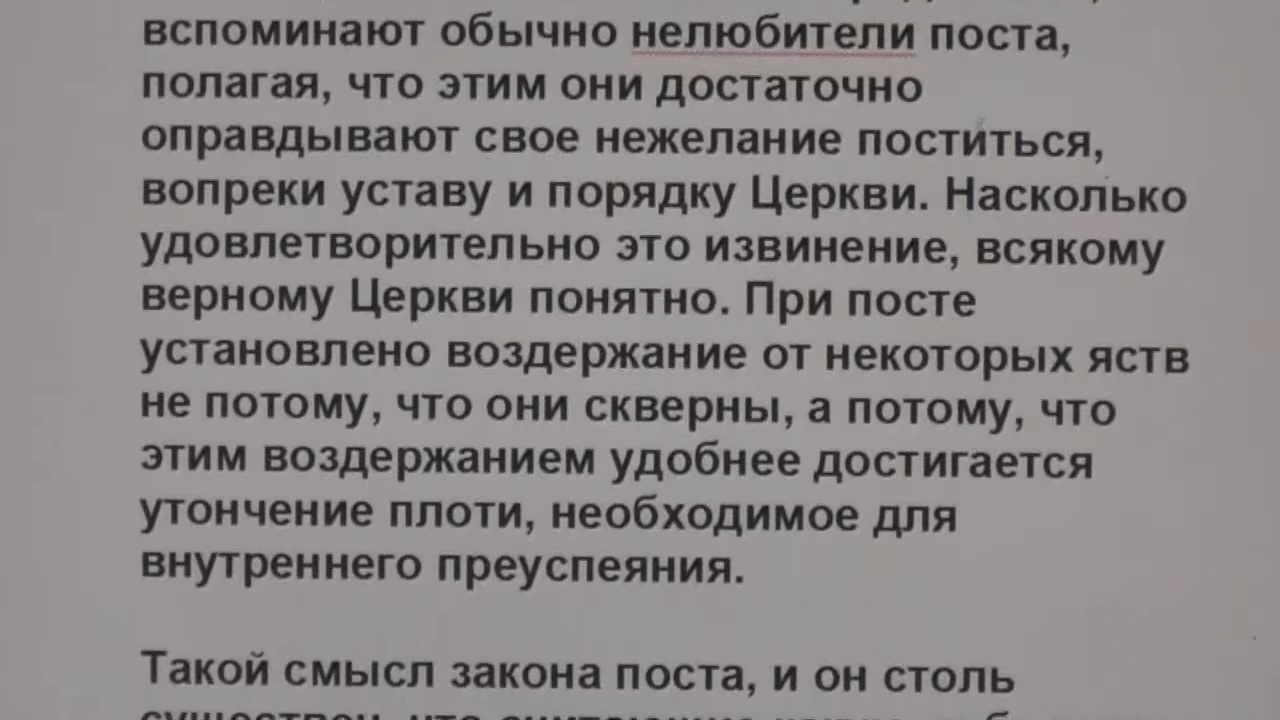 вспоминают обычно нелюбители поста,
полагая, что этим они достаточно
оправдывают свое нежелание поститься,
вопреки уставу и порядку Церкви. Насколько
удовлетворительно это извинение, всякому
верному Церкви понятно. При посте
установлено воздержание от некоторых яств
не потому, что они скверны, а потому, что
этим воздержанием удобнее достигается
утончение плоти, необходимое для
внутреннего преуспеяния.
Такой смысл закона поста, и он столь